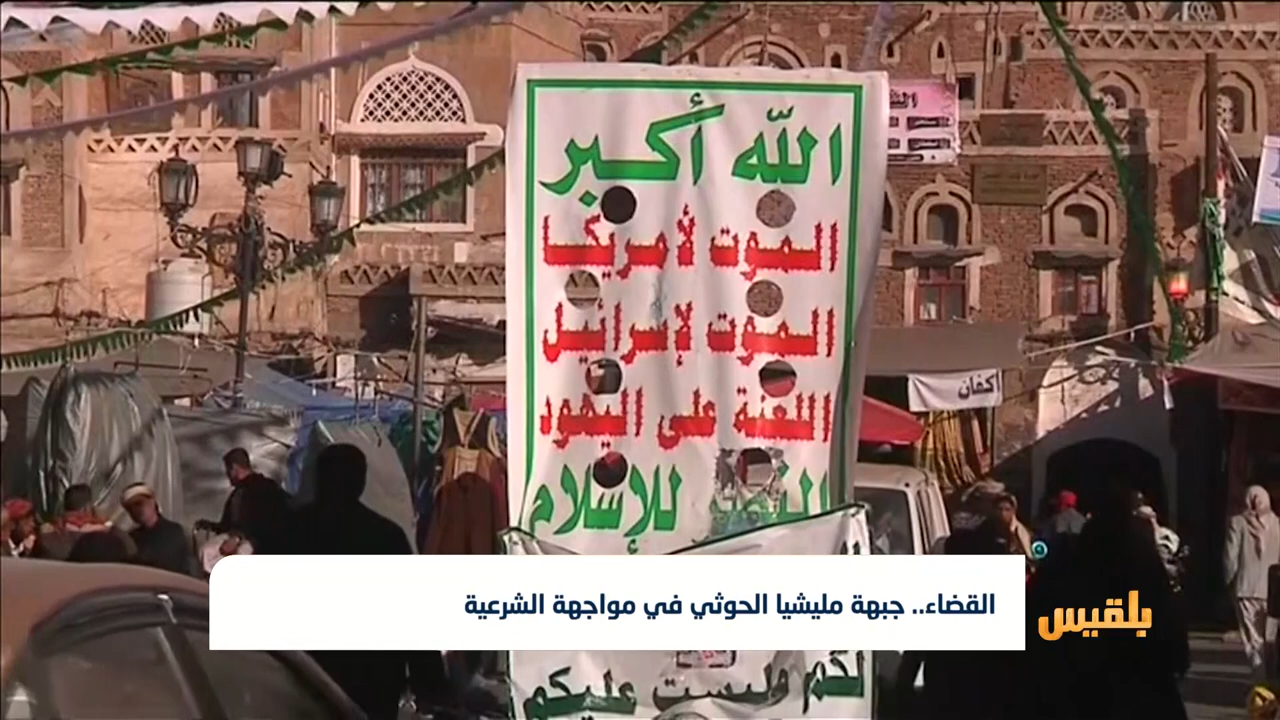 الله أكبر
الموت لأمريكا
الموت لإسرائيل
اللعنة على اليهود
النصر للإسلام
اكفان
القضاء.. جبهة مليشيا الحوثي في مواجهة الشرعية
بلقيس
لكم وليست عليكم